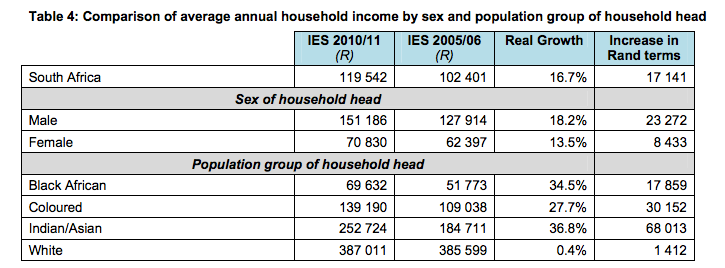 Table 4: Comparison of average annual household income by sex and population group of household head
IES 2010/11 (R) IES 2005/06 (R) Real Growth Increase in Rand terms
South Africa 119 542 102 401 16.7% 17 141
Sex of household head
Male 151 186 127 914 18.2% 23 272
Female 70 830 62 397 13.5% 8 433
Population group of household head
Black African 69 632 51 773 34.5% 17 859
Coloured 139 190 109 038 27.7% 30 152
Indian/Asian 252 724 184 711 36.8% 68 013
White 387 011 385 599 0.4% 1 412